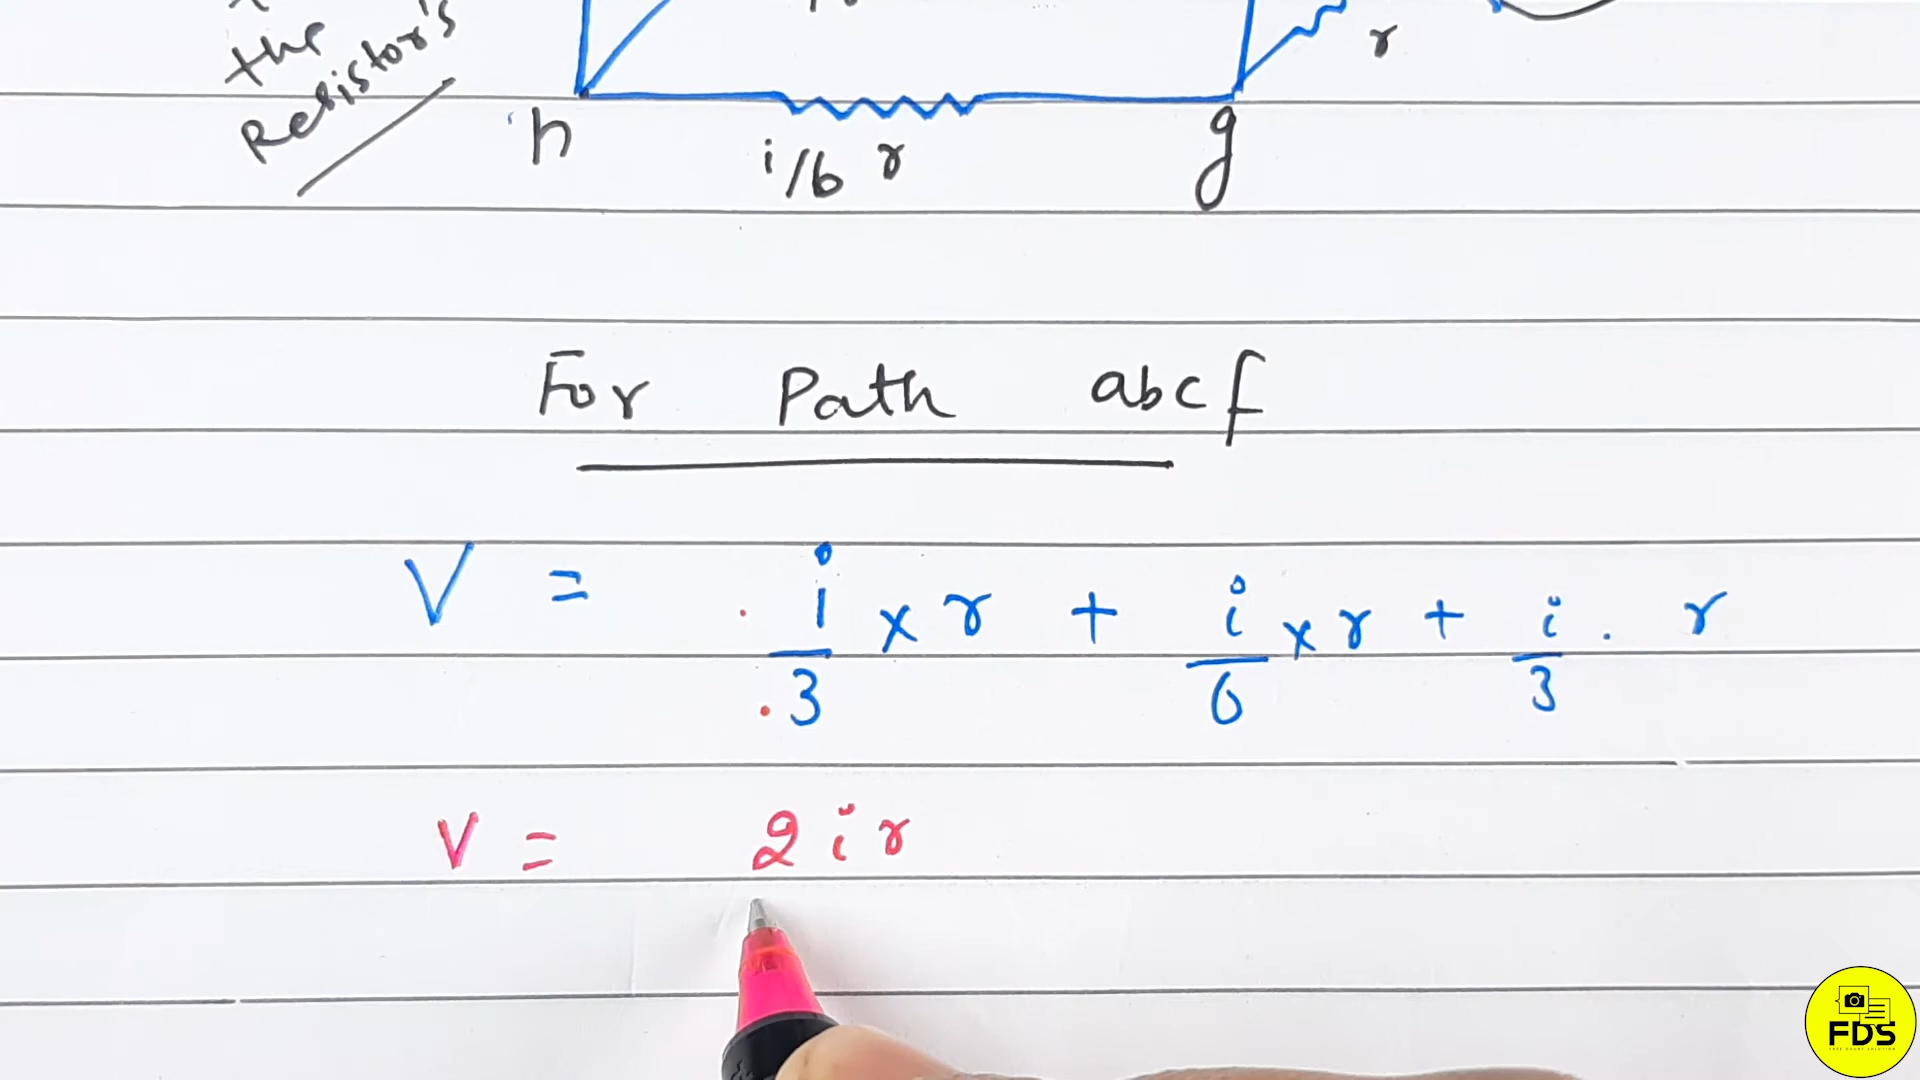 the
Resistor's
r
h
i/6 r
g
For Path abcf
V = i/3 × r + i/6 × r + i/3 . r
V = 2ir
FDS